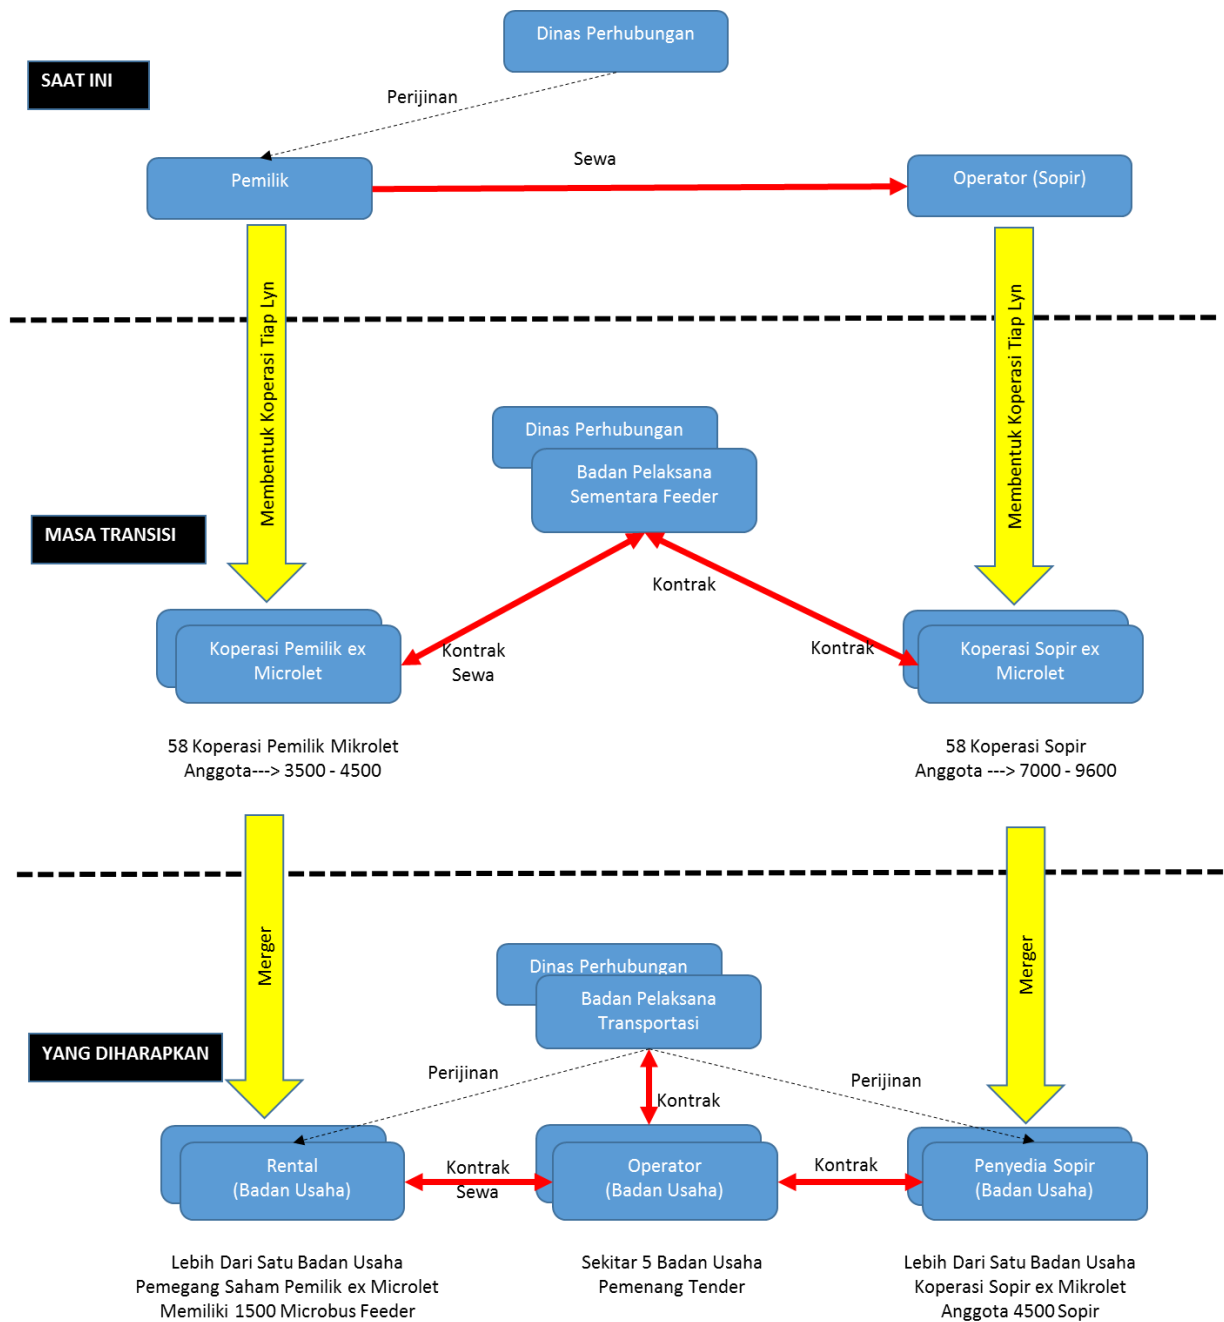 Dinas Perhubungan
SAAT INI
Perijinan
Sewa
Pemilik
Operator (Sopir)
Membentuk Koperasi Tiap Lyn
Membentuk Koperasi Tiap Lyn
Dinas Perhubungan
Badan Pelaksana
Sementara Feeder
MASA TRANSISI
Kontrak
Koperasi Pemilik ex
Microlet
Kontrak
Sewa
Kontrak
Koperasi Sopir ex
Microlet
58 Koperasi Pemilik Mikrolet
Anggota---> 3500 - 4500
58 Koperasi Sopir
Anggota ---> 7000 - 9600
Merger
Merger
Dinas Perhubungan
Badan Pelaksana
Transportasi
YANG DIHARAPKAN
Perijinan
Perijinan
Kontrak
Rental
(Badan Usaha)
Kontrak
Sewa
Operator
(Badan Usaha)
Kontrak
Penyedia Sopir
(Badan Usaha)
Lebih Dari Satu Badan Usaha
Pemegang Saham Pemilik ex Microlet
Memiliki 1500 Microbus Feeder
Sekitar 5 Badan Usaha
Pemenang Tender
Lebih Dari Satu Badan Usaha
Koperasi Sopir ex Mikrolet
Anggota 4500 Sopir